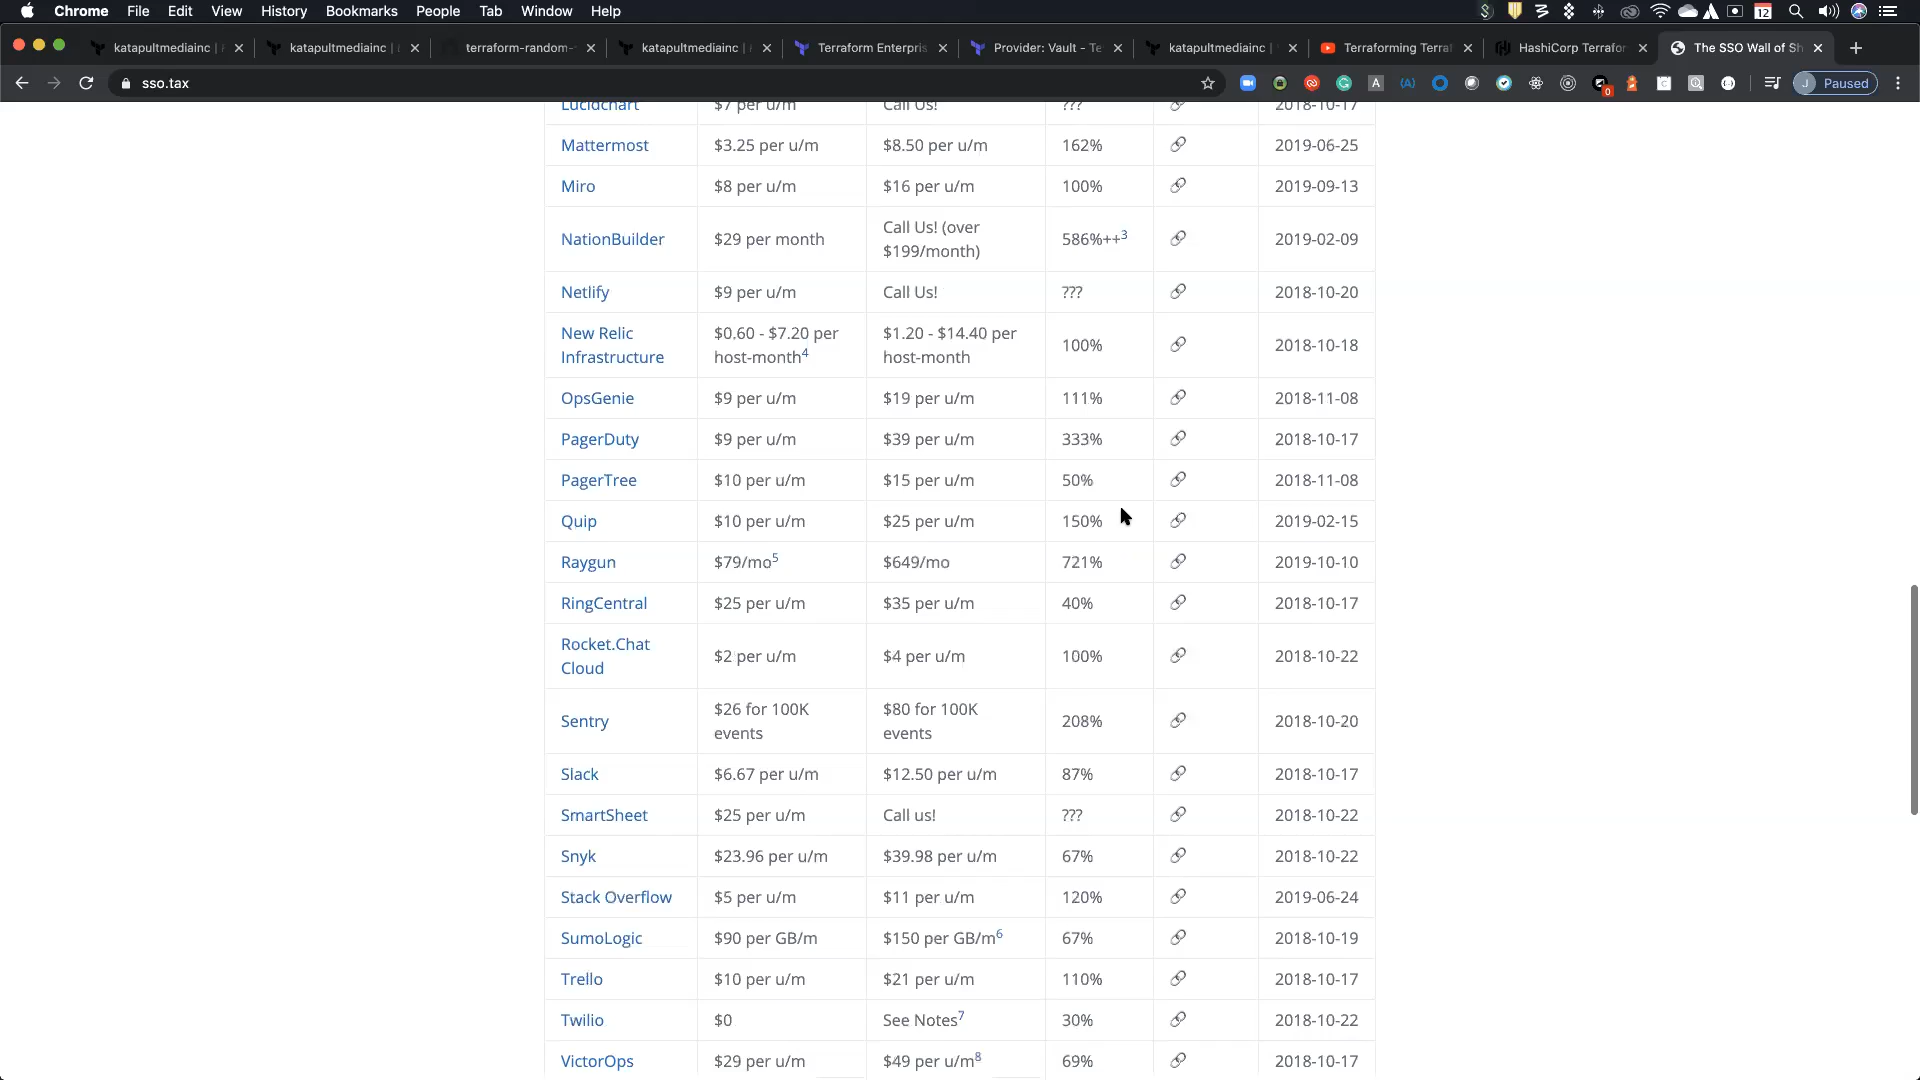 Chrome File Edit View History Bookmarks People Tab Window Help 12
katapultmediainc | katapultmediainc | terraform-random- katapultmediainc | Terraform Enterpris Provider: Vault - Te katapultmediainc | Terraforming Terraf HashiCorp Terrafor The SSO Wall of Sh
sso.tax 0 J Paused
Lucidchart $7 per u/m Call Us! ??? 2018-10-17
Mattermost $3.25 per u/m $8.50 per u/m 162% 2019-06-25
Miro $8 per u/m $16 per u/m 100% 2019-09-13
NationBuilder $29 per month Call Us! (over
$199/month) 586%++3 2019-02-09
Netlify $9 per u/m Call Us! ??? 2018-10-20
New Relic
Infrastructure $0.60 - $7.20 per
host-month4 $1.20 - $14.40 per
host-month 100% 2018-10-18
OpsGenie $9 per u/m $19 per u/m 111% 2018-11-08
PagerDuty $9 per u/m $39 per u/m 333% 2018-10-17
PagerTree $10 per u/m $15 per u/m 50% 2018-11-08
Quip $10 per u/m $25 per u/m 150% 2019-02-15
Raygun $79/mo5 $649/mo 721% 2019-10-10
RingCentral $25 per u/m $35 per u/m 40% 2018-10-17
Rocket.Chat
Cloud $2 per u/m $4 per u/m 100% 2018-10-22
Sentry $26 for 100K
events $80 for 100K
events 208% 2018-10-20
Slack $6.67 per u/m $12.50 per u/m 87% 2018-10-17
SmartSheet $25 per u/m Call us! ??? 2018-10-22
Snyk $23.96 per u/m $39.98 per u/m 67% 2018-10-22
Stack Overflow $5 per u/m $11 per u/m 120% 2019-06-24
SumoLogic $90 per GB/m $150 per GB/m6 67% 2018-10-19
Trello $10 per u/m $21 per u/m 110% 2018-10-17
Twilio $0 See Notes7 30% 2018-10-22
VictorOps $29 per u/m $49 per u/m8 69% 2018-10-17